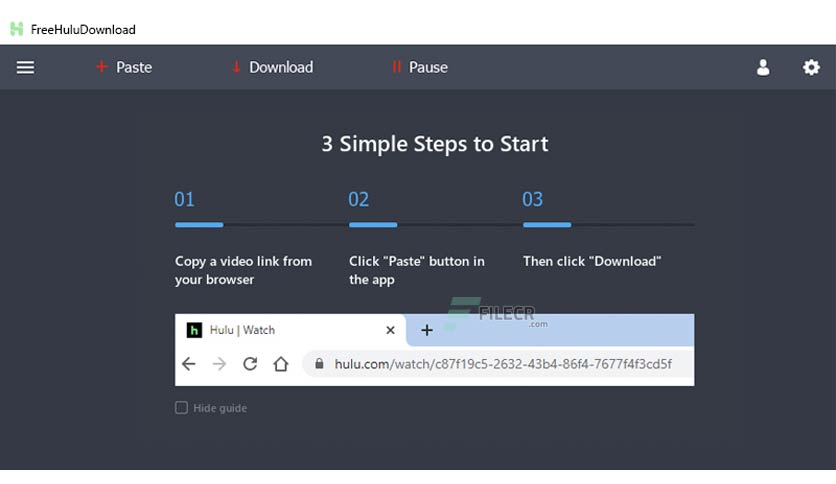 FreeHuluDownload
+ Paste
Download
Pause
3 Simple Steps to Start
01
02
03
Copy a video link from
your browser
Click "Paste" button in
the app
Then click "Download"
FILECR
.com
h Hulu | Watch
hulu.com/watch/c87f19c5-2632-43b4-86f4-7677f4f3cd5f
Hide guide